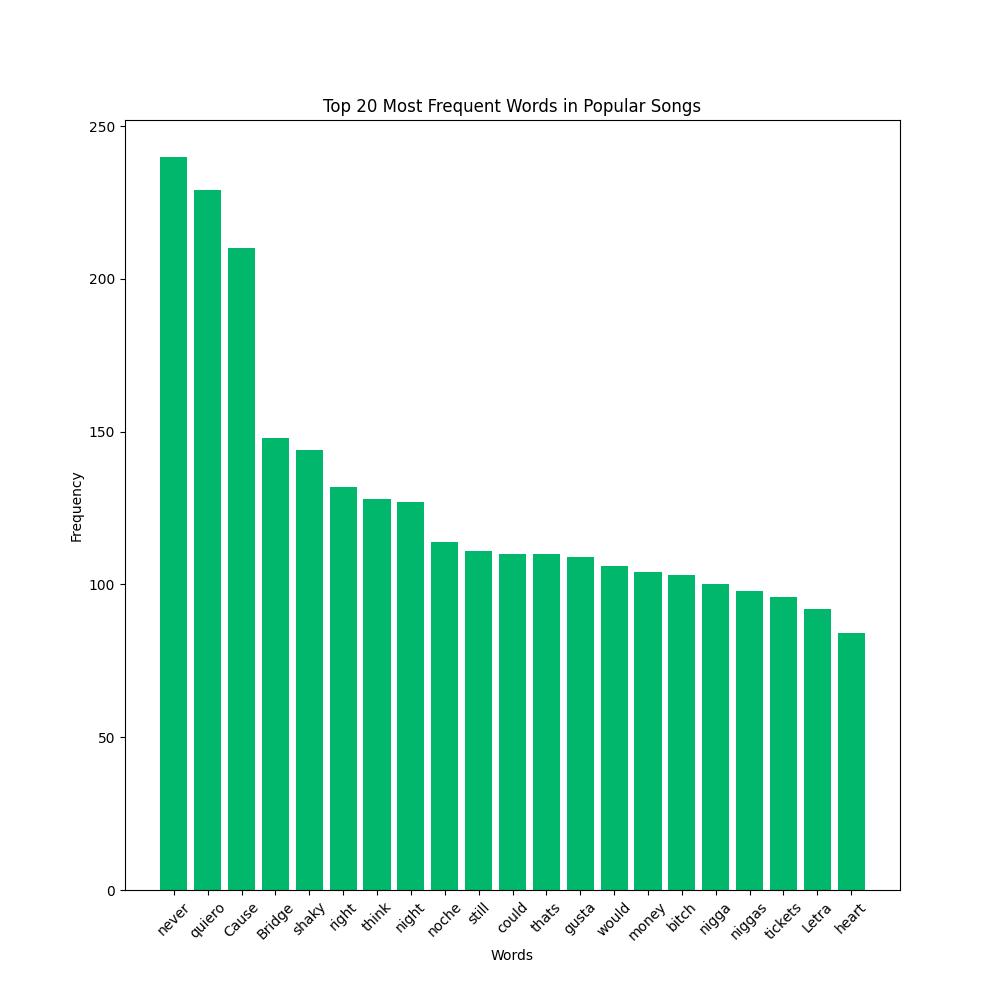 Top 20 Most Frequent Words in Popular Songs
250
200
150
100
50
0
Frequency
never quiero Cause Bridge shaky right think night noche still could thats gusta would money bitch nigga niggas tickets Letra heart
Words